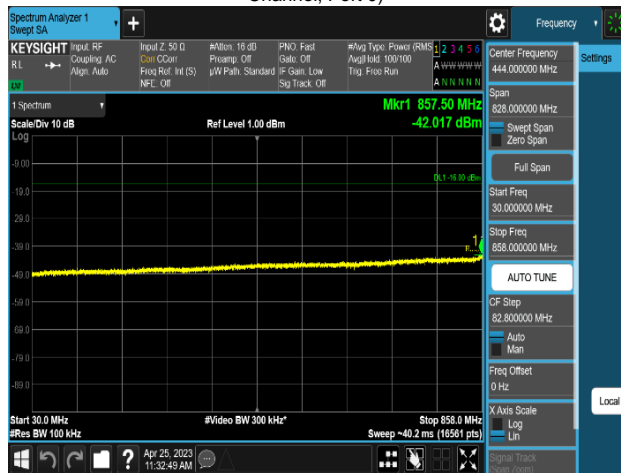 Channel, Port 0)
Spectrum Analyzer 1
Swept SA
Frequency
KEYSIGHT
RL
Input: RF
Coupling: AC
Align: Auto
Input Z: 50 Ω
Corr CCorr
Freq Ref: Int (S)
NFE: Off
#Atten: 16 dB
Preamp: Off
µW Path: Standard
PNO: Fast
Gate: Off
IF Gain: Low
Sig Track: Off
#Avg Type: Power (RMS
Avg|Hold: 100/100
Trig: Free Run
1 2 3 4 5 6
A W W W W W
A N N N N N
1 Spectrum
Scale/Div 10 dB
Log
Ref Level 1.00 dBm
Mkr1 857.50 MHz
-42.017 dBm
DL1 -16.00 dBm
-9.00
-19.0
-29.0
-39.0
-49.0
-59.0
-69.0
-79.0
-89.0
1
Start 30.0 MHz
#Video BW 300 kHz*
Stop 858.0 MHz
#Res BW 100 kHz
Sweep ~40.2 ms (16561 pts)
Apr 25, 2023
11:32:49 AM
Settings
Center Frequency
444.000000 MHz
Span
828.000000 MHz
Swept Span
Zero Span
Full Span
Start Freq
30.000000 MHz
Stop Freq
858.000000 MHz
AUTO TUNE
CF Step
82.800000 MHz
Auto
Man
Freq Offset
0 Hz
X Axis Scale
Log
Lin
Signal Track
(Span Zoom)
Local